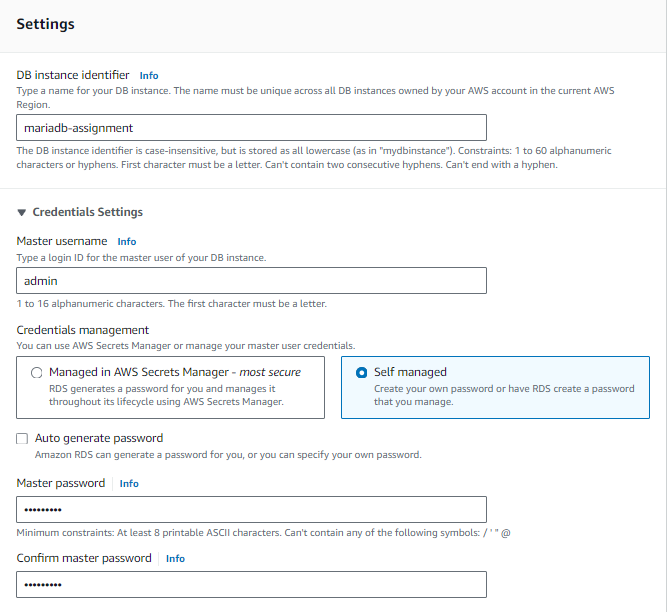 Settings
DB instance identifier Info
Type a name for your DB instance. The name must be unique across all DB instances owned by your AWS account in the current AWS
Region.
mariadb-assignment
The DB instance identifier is case-insensitive, but is stored as all lowercase (as in "mydbinstance"). Constraints: 1 to 60 alphanumeric
characters or hyphens. First character must be a letter. Can't contain two consecutive hyphens. Can't end with a hyphen.
▼ Credentials Settings
Master username Info
Type a login ID for the master user of your DB instance.
admin
1 to 16 alphanumeric characters. The first character must be a letter.
Credentials management
You can use AWS Secrets Manager or manage your master user credentials.
Managed in AWS Secrets Manager - most secure
RDS generates a password for you and manages it
throughout its lifecycle using AWS Secrets Manager.
Self managed
Create your own password or have RDS create a password
that you manage.
Auto generate password
Amazon RDS can generate a password for you, or you can specify your own password.
Master password Info
•••••••••
Minimum constraints: At least 8 printable ASCII characters. Can't contain any of the following symbols: / ' " @
Confirm master password Info
•••••••••